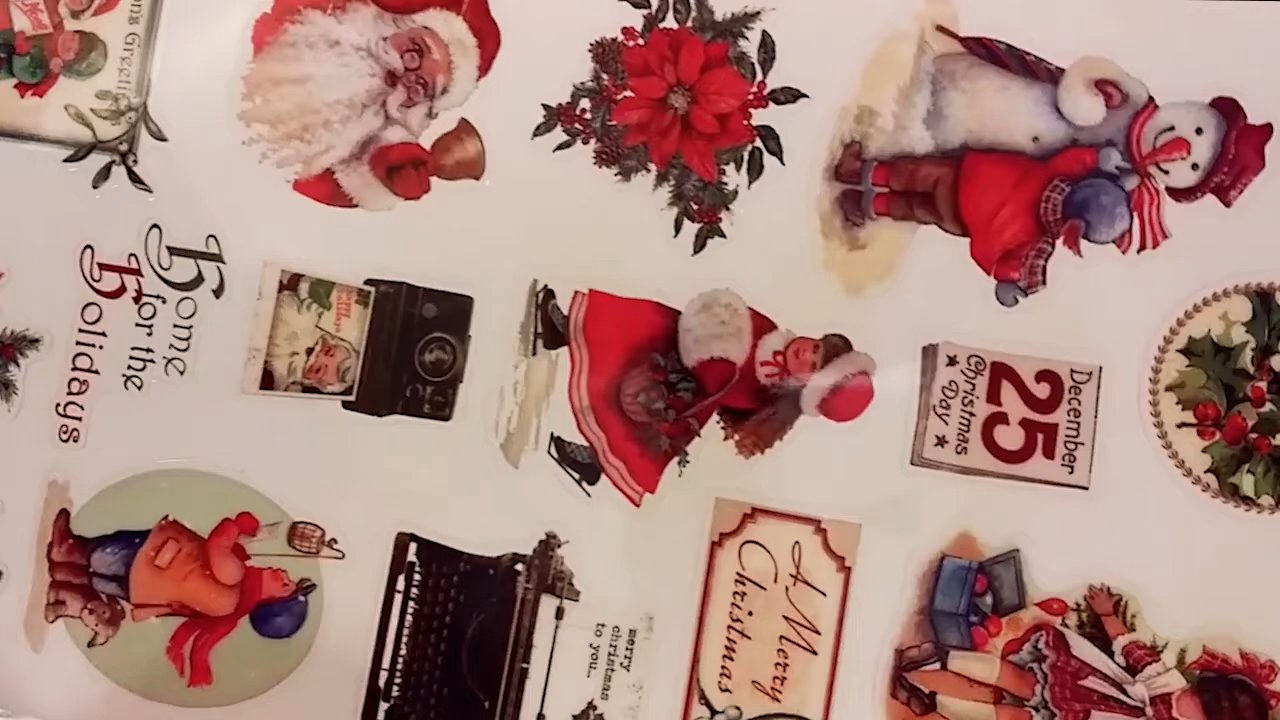 Home
for the
Holidays
December
25
Christmas
Day
A Merry
Christmas
merry
christmas
to you...